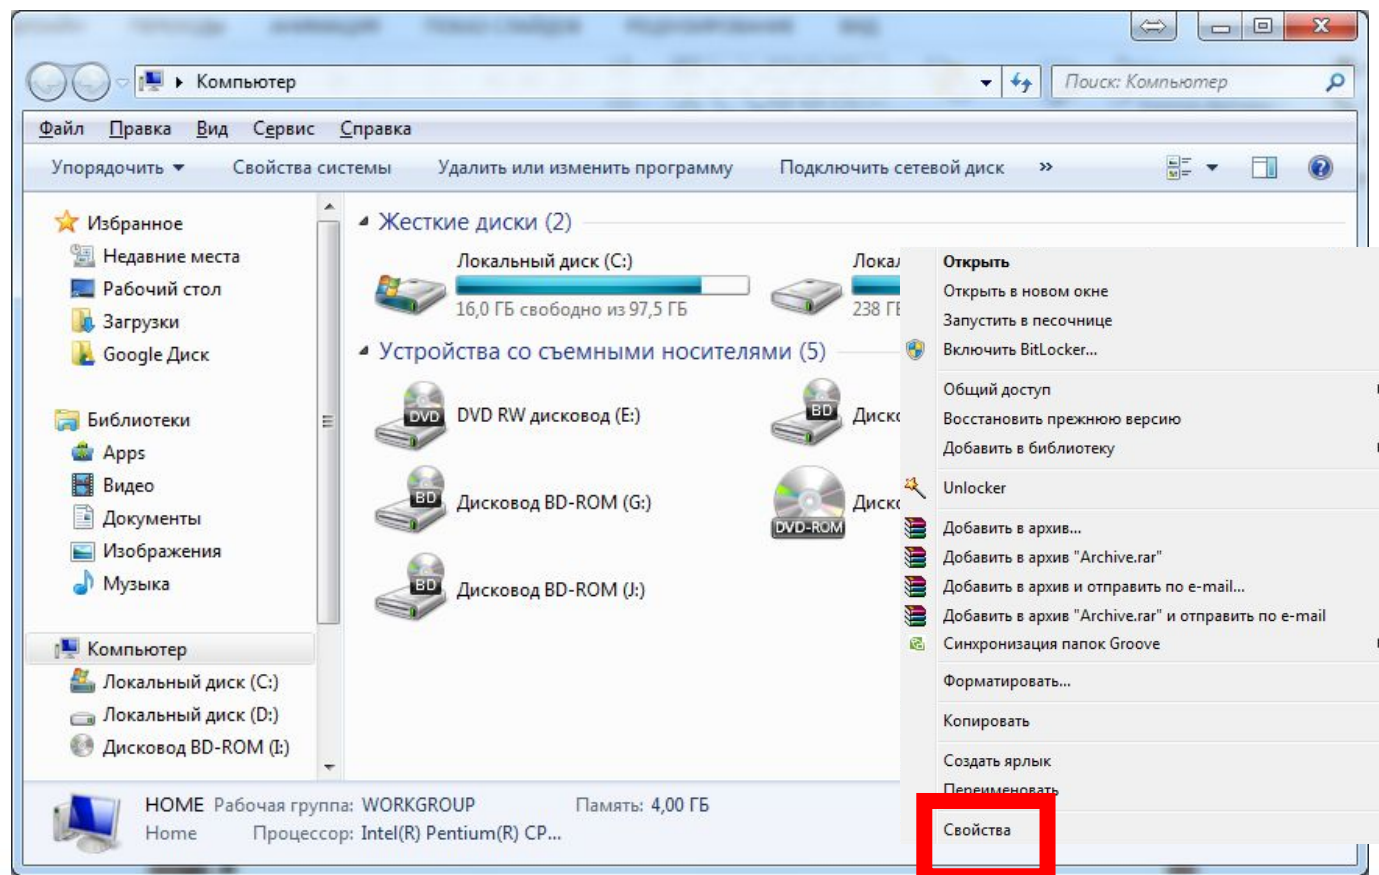 Компьютер
Поиск: Компьютер
Файл Правка Вид Сервис Справка
Упорядочить Свойства системы Удалить или изменить программу Подключить сетевой диск »
Избранное
Недавние места
Рабочий стол
Загрузки
Google Диск
Библиотеки
Apps
Видео
Документы
Изображения
Музыка
Компьютер
Локальный диск (C:)
Локальный диск (D:)
Дисковод BD-ROM (I:)
Жесткие диски (2)
Локальный диск (C:)
16,0 ГБ свободно из 97,5 ГБ
Локал
238 ГБ
Устройства со съемными носителями (5)
DVD
DVD RW дисковод (E:)
BD
Диско
BD
Дисковод BD-ROM (G:)
DVD-ROM
Диско
BD
Дисковод BD-ROM (J:)
Открыть
Открыть в новом окне
Запустить в песочнице
Включить BitLocker...
Общий доступ
Восстановить прежнюю версию
Добавить в библиотеку
Unlocker
Добавить в архив...
Добавить в архив "Archive.rar"
Добавить в архив и отправить по e-mail...
Добавить в архив "Archive.rar" и отправить по e-mail
Синхронизация папок Groove
Форматировать...
Копировать
Создать ярлык
Переименовать
Свойства
HOME Рабочая группа: WORKGROUP Память: 4,00 ГБ
Home Процессор: Intel(R) Pentium(R) CP...